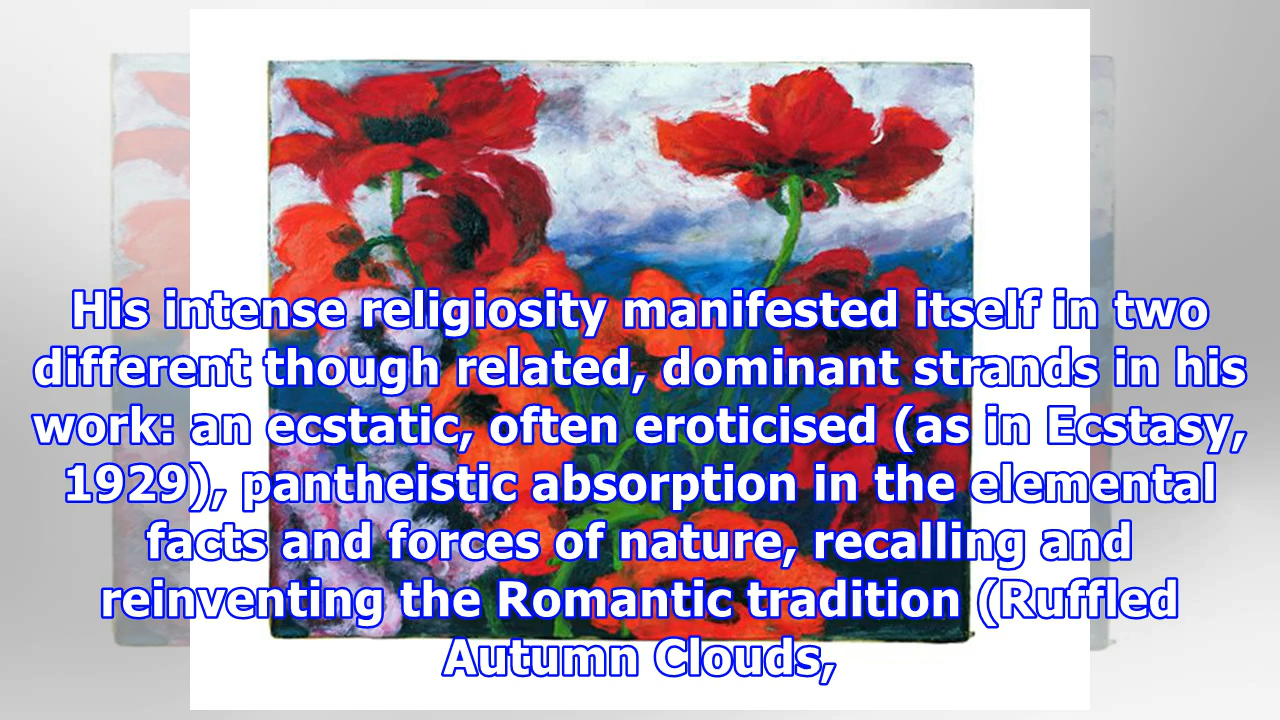 His intense religiosity manifested itself in two
different though related, dominant strands in his
work: an ecstatic, often eroticised (as in Ecstasy,
1929), pantheistic absorption in the elemental
facts and forces of nature, recalling and
reinventing the Romantic tradition (Ruffled
Autumn Clouds,